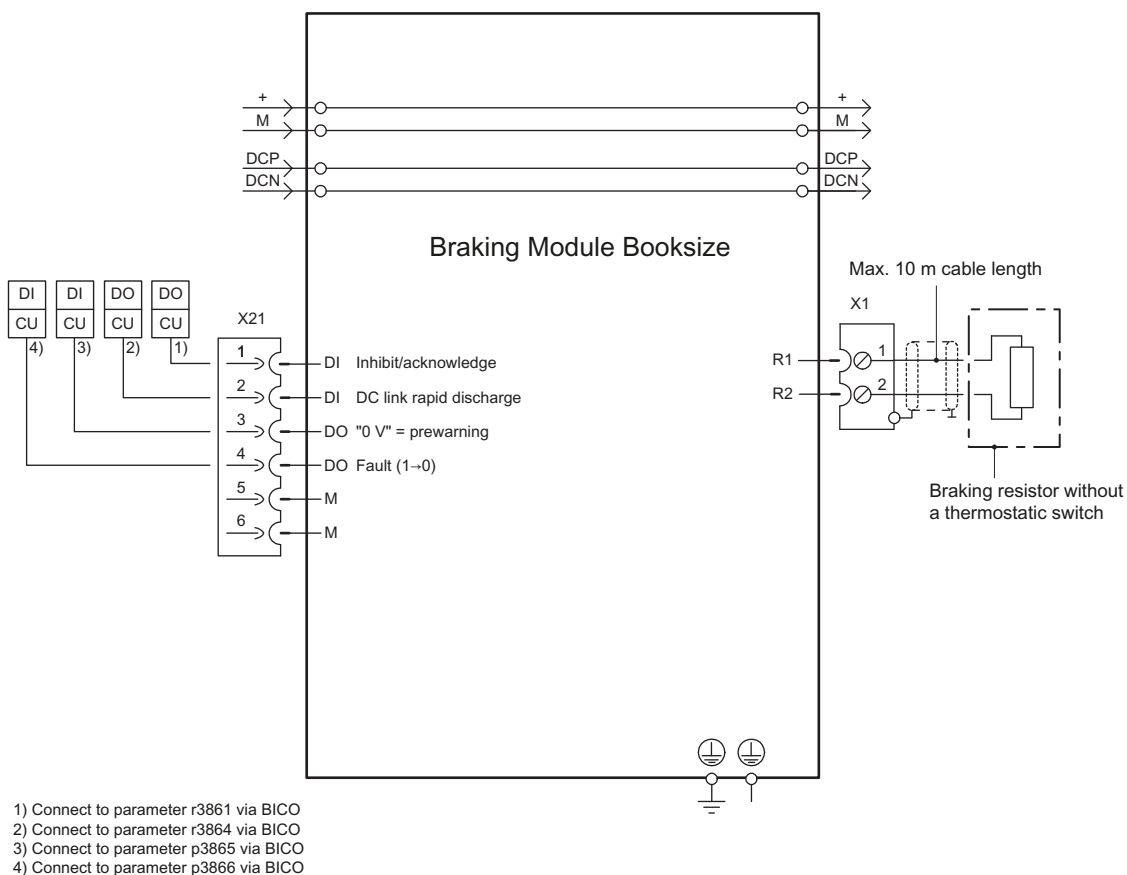 + +
M M
DCP DCP
DCN DCN
Braking Module Booksize
Max. 10 m cable length
DI DI DO DO
CU CU CU CU
4) 3) 2) 1)
X21
X1
1 DI Inhibit/acknowledge
2 DI DC link rapid discharge
3 DO "0 V" = prewarning
4 DO Fault (1→0)
5 M
6 M
R1 1
R2 2
Braking resistor without
a thermostatic switch
1) Connect to parameter r3861 via BICO
2) Connect to parameter r3864 via BICO
3) Connect to parameter p3865 via BICO
4) Connect to parameter p3866 via BICO